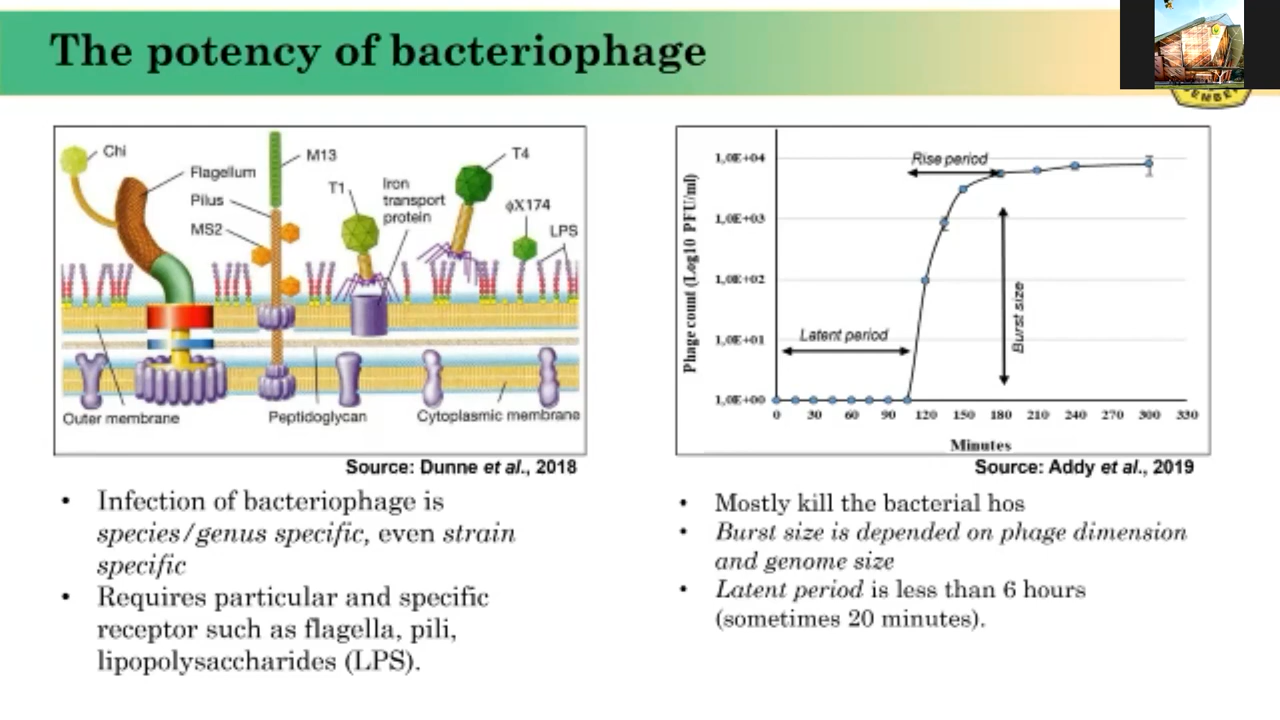 The potency of bacteriophage
Chi
Flagellum
Pilus
MS2
M13
T1
Iron
transport
protein
T4
ϕX174
LPS
Outer membrane
Peptidoglycan
Cytoplasmic membrane
Source: Dunne et al., 2018
• Infection of bacteriophage is
species/genus specific, even strain
specific
• Requires particular and specific
receptor such as flagella, pili,
lipopolysaccharides (LPS).
Phage count (Log10 PFU/ml)
1,0E+04
1,0E+03
1,0E+02
1,0E+01
1,0E+00
Rise period
Latent period
Burst size
0 30 60 90 120 150 180 210 240 270 300 330
Minutes
Source: Addy et al., 2019
• Mostly kill the bacterial hos
• Burst size is depended on phage dimension
and genome size
• Latent period is less than 6 hours
(sometimes 20 minutes).